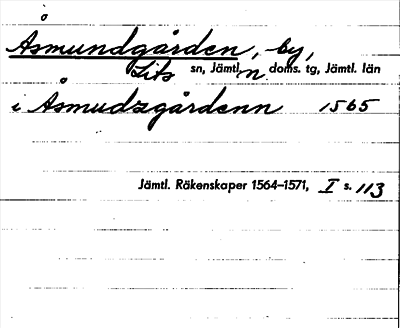 Åsmundgården, by,
Lits sn, Jämtl. n. doms. tg, Jämtl. län
i Åsmudzgårdenn 1565
Jämtl. Räkenskaper 1564–1571, I s. 113